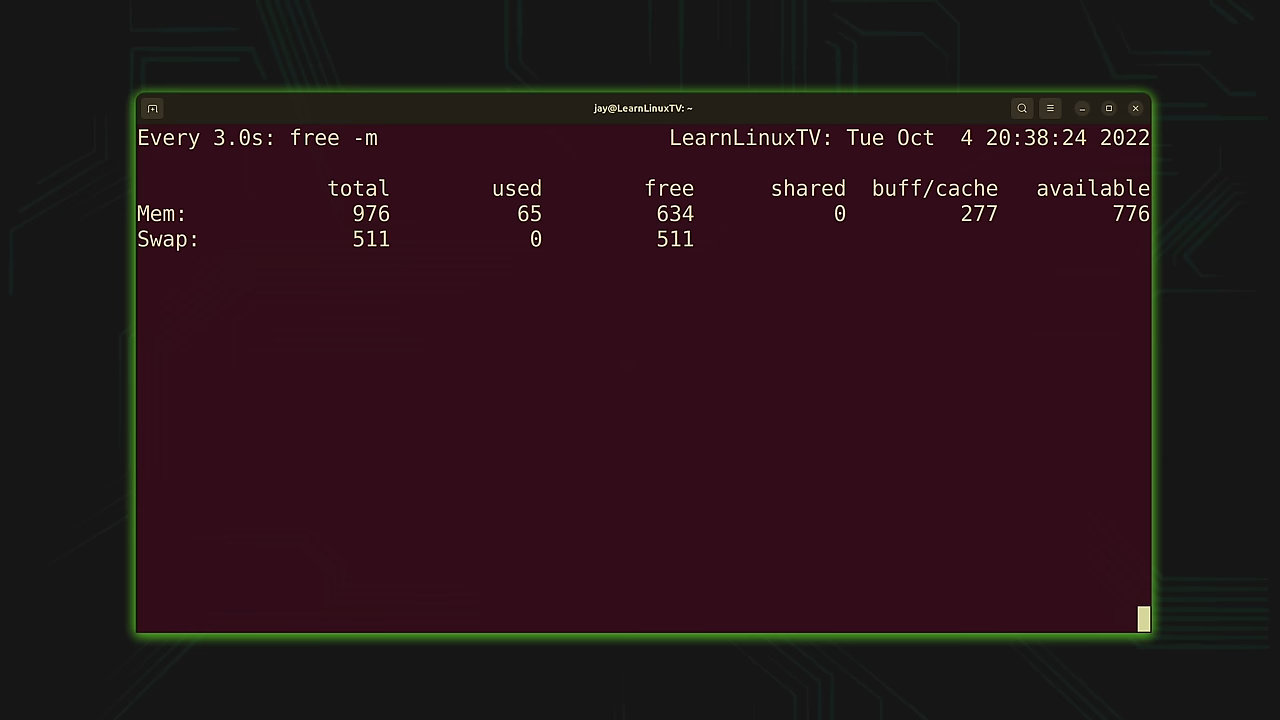 jay@LearnLinuxTV: ~
Every 3.0s: free -m LearnLinuxTV: Tue Oct  4 20:38:24 2022
total used free shared buff/cache available
Mem: 976 65 634 0 277 776
Swap: 511 0 511